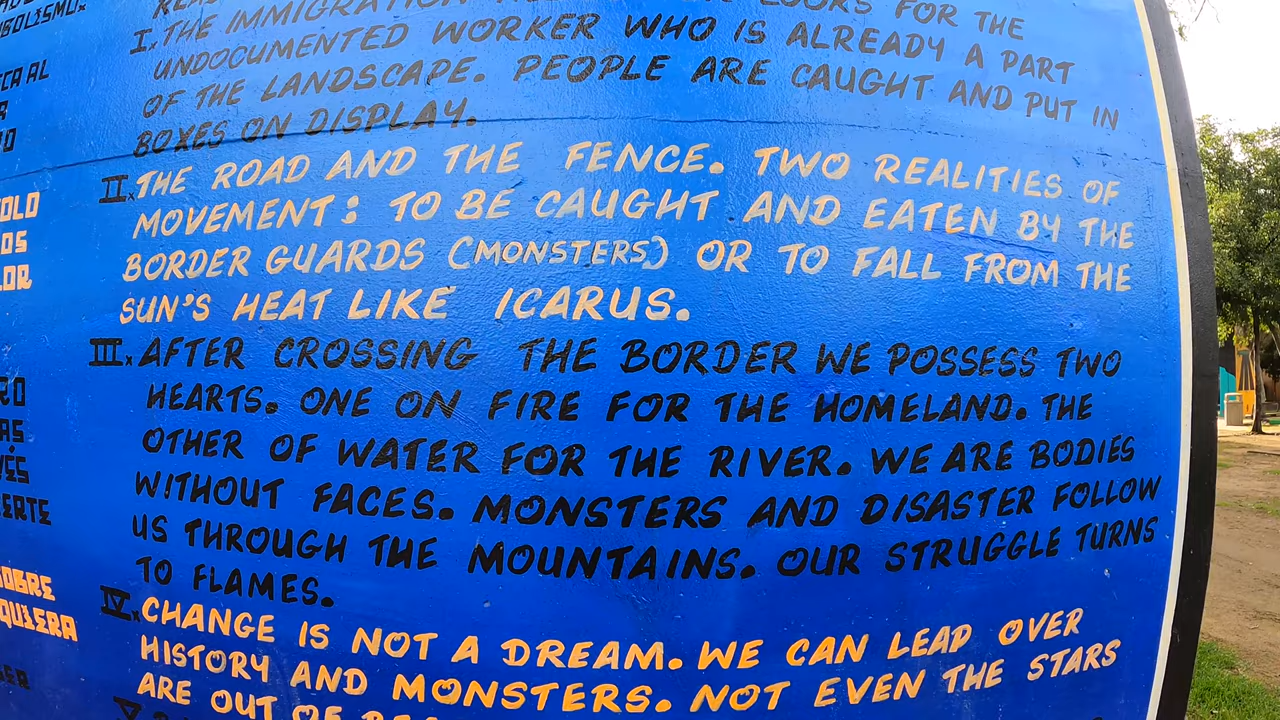 I. THE IMMIGRATION LOOKS FOR THE
UNDOCUMENTED WORKER WHO IS ALREADY A PART
OF THE LANDSCAPE. PEOPLE ARE CAUGHT AND PUT IN
BOXES ON DISPLAY.
II. THE ROAD AND THE FENCE. TWO REALITIES OF
MOVEMENT: TO BE CAUGHT AND EATEN BY THE
BORDER GUARDS (MONSTERS) OR TO FALL FROM THE
SUN'S HEAT LIKE ICARUS.
III. AFTER CROSSING THE BORDER WE POSSESS TWO
HEARTS. ONE ON FIRE FOR THE HOMELAND. THE
OTHER OF WATER FOR THE RIVER. WE ARE BODIES
WITHOUT FACES. MONSTERS AND DISASTER FOLLOW
US THROUGH THE MOUNTAINS. OUR STRUGGLE TURNS
TO FLAMES.
IV. CHANGE IS NOT A DREAM. WE CAN LEAP OVER
HISTORY AND MONSTERS. NOT EVEN THE STARS
ARE OUT OF
V.